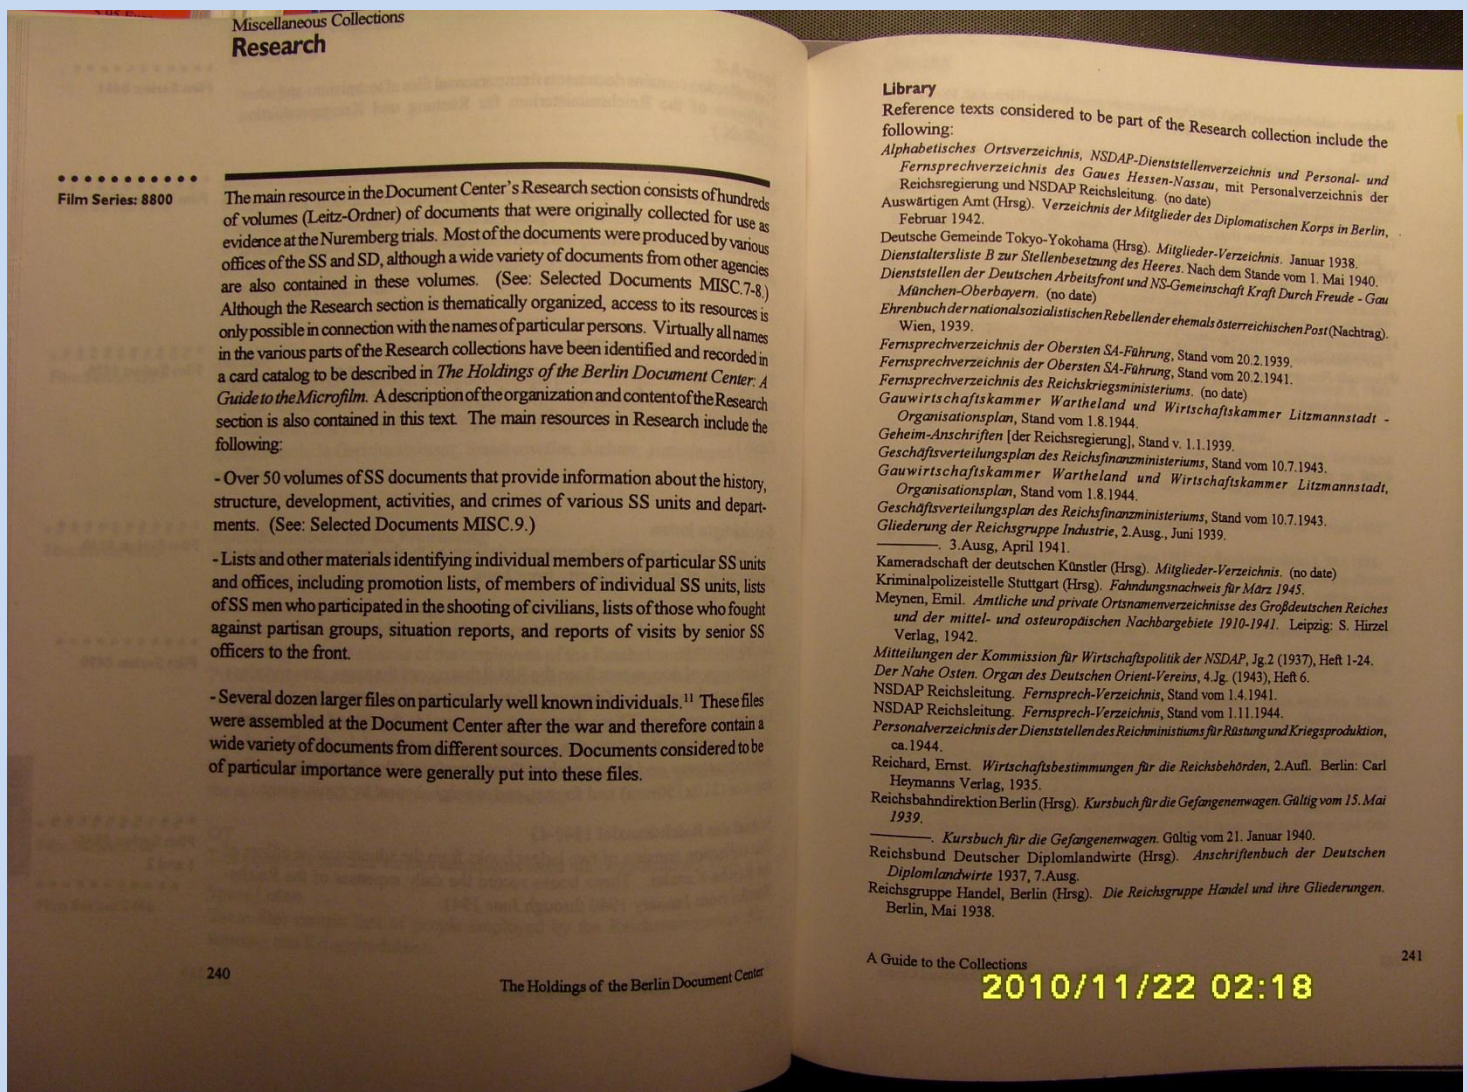 Miscellaneous Collections
Research
Film Series: 8800
The main resource in the Document Center's Research section consists of hundreds
of volumes (Leitz-Ordner) of documents that were originally collected for use as
evidence at the Nuremberg trials. Most of the documents were produced by various
offices of the SS and SD, although a wide variety of documents from other agencies
are also contained in these volumes. (See: Selected Documents MISC.7-8.)
Although the Research section is thematically organized, access to its resources is
only possible in connection with the names of particular persons. Virtually all names
in the various parts of the Research collections have been identified and recorded in
a card catalog to be described in The Holdings of the Berlin Document Center: A
Guide to the Microfilm. A description of the organization and content of the Research
section is also contained in this text. The main resources in Research include the
following:
- Over 50 volumes of SS documents that provide information about the history,
structure, development, activities, and crimes of various SS units and depart-
ments. (See: Selected Documents MISC.9.)
- Lists and other materials identifying individual members of particular SS units
and offices, including promotion lists, of members of individual SS units, lists
of SS men who participated in the shooting of civilians, lists of those who fought
against partisan groups, situation reports, and reports of visits by senior SS
officers to the front.
- Several dozen larger files on particularly well known individuals.11 These files
were assembled at the Document Center after the war and therefore contain a
wide variety of documents from different sources. Documents considered to be
of particular importance were generally put into these files.
240
The Holdings of the Berlin Document Center
Library
Reference texts considered to be part of the Research collection include the
following:
Alphabetisches Ortsverzeichnis, NSDAP-Dienststellenverzeichnis und Personal- und
Fernsprechverzeichnis des Gaues Hessen-Nassau, mit Personalverzeichnis der
Reichsregierung und NSDAP Reichsleitung. (no date)
Auswärtigen Amt (Hrsg). Verzeichnis der Mitglieder des Diplomatischen Korps in Berlin,
Februar 1942.
Deutsche Gemeinde Tokyo-Yokohama (Hrsg). Mitglieder-Verzeichnis. Januar 1938.
Dienstaltersliste B zur Stellenbesetzung des Heeres. Nach dem Stande vom 1. Mai 1940.
Dienststellen der Deutschen Arbeitsfront und NS-Gemeinschaft Kraft Durch Freude - Gau
München-Oberbayern. (no date)
Ehrenbuch der nationalsozialistischen Rebellen der ehemals österreichischen Post (Nachtrag).
Wien, 1939.
Fernsprechverzeichnis der Obersten SA-Führung, Stand vom 20.2.1939.
Fernsprechverzeichnis der Obersten SA-Führung, Stand vom 20.2.1941.
Fernsprechverzeichnis des Reichskriegsministeriums. (no date)
Gauwirtschaftskammer Wartheland und Wirtschaftskammer Litzmannstadt -
Organisationsplan, Stand vom 1.8.1944.
Geheim-Anschriften [der Reichsregierung], Stand v. 1.1.1939.
Geschäftsverteilungsplan des Reichsfinanzministeriums, Stand vom 10.7.1943.
Gauwirtschaftskammer Wartheland und Wirtschaftskammer Litzmannstadt,
Organisationsplan, Stand vom 1.8.1944.
Geschäftsverteilungsplan des Reichsfinanzministeriums, Stand vom 10.7.1943.
Gliederung der Reichsgruppe Industrie, 2.Ausg., Juni 1939.
———. 3.Ausg, April 1941.
Kameradschaft der deutschen Künstler (Hrsg). Mitglieder-Verzeichnis. (no date)
Kriminalpolizeistelle Stuttgart (Hrsg). Fahndungsnachweis für März 1945.
Meynen, Emil. Amtliche und private Ortsnamenverzeichnisse des Großdeutschen Reiches
und der mittel- und osteuropäischen Nachbargebiete 1910-1941. Leipzig: S. Hirzel
Verlag, 1942.
Mitteilungen der Kommission für Wirtschaftspolitik der NSDAP, Jg.2 (1937), Heft 1-24.
Der Nahe Osten. Organ des Deutschen Orient-Vereins, 4.Jg. (1943), Heft 6.
NSDAP Reichsleitung. Fernsprech-Verzeichnis, Stand vom 1.4.1941.
NSDAP Reichsleitung. Fernsprech-Verzeichnis, Stand vom 1.11.1944.
Personalverzeichnis der Dienststellen des Reichministiums für Rüstung und Kriegsproduktion,
ca.1944.
Reichard, Ernst. Wirtschaftsbestimmungen für die Reichsbehörden, 2.Aufl. Berlin: Carl
Heymanns Verlag, 1935.
Reichsbahndirektion Berlin (Hrsg). Kursbuch für die Gefangenenwagen. Gültig vom 15. Mai
1939.
———. Kursbuch für die Gefangenenwagen. Gültig vom 21. Januar 1940.
Reichsbund Deutscher Diplomlandwirte (Hrsg). Anschriftenbuch der Deutschen
Diplomlandwirte 1937, 7.Ausg.
Reichsgruppe Handel, Berlin (Hrsg). Die Reichsgruppe Handel und ihre Gliederungen.
Berlin, Mai 1938.
A Guide to the Collections
241
2010/11/22 02:18